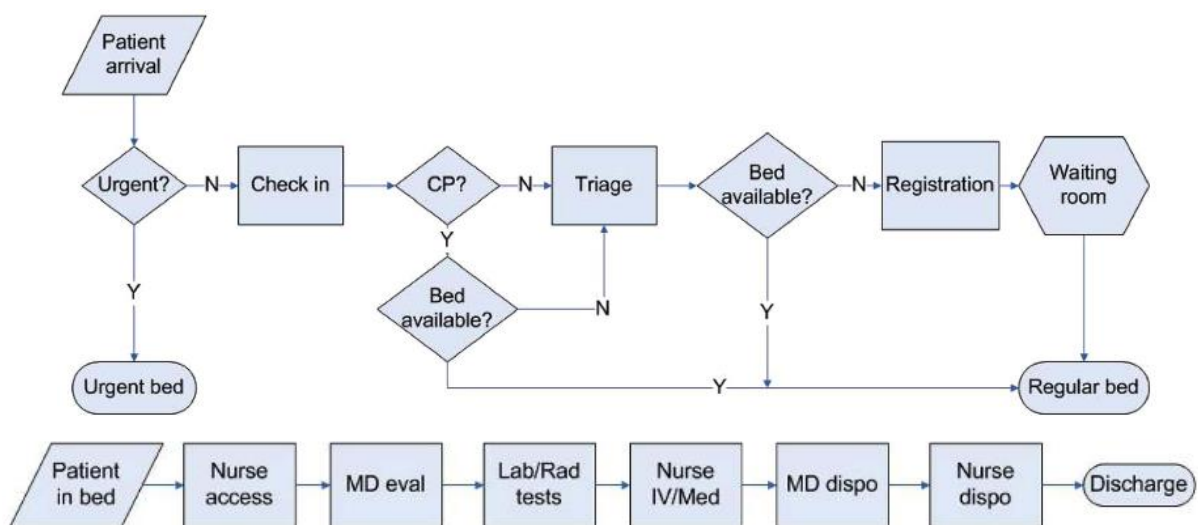 Patient
arrival
Urgent?
N
Check in
CP?
N
Triage
Bed
available?
N
Registration
Waiting
room
Y
Y
Bed
available?
N
Y
Urgent bed
Y
Regular bed
Patient
in bed
Nurse
access
MD eval
Lab/Rad
tests
Nurse
IV/Med
MD dispo
Nurse
dispo
Discharge